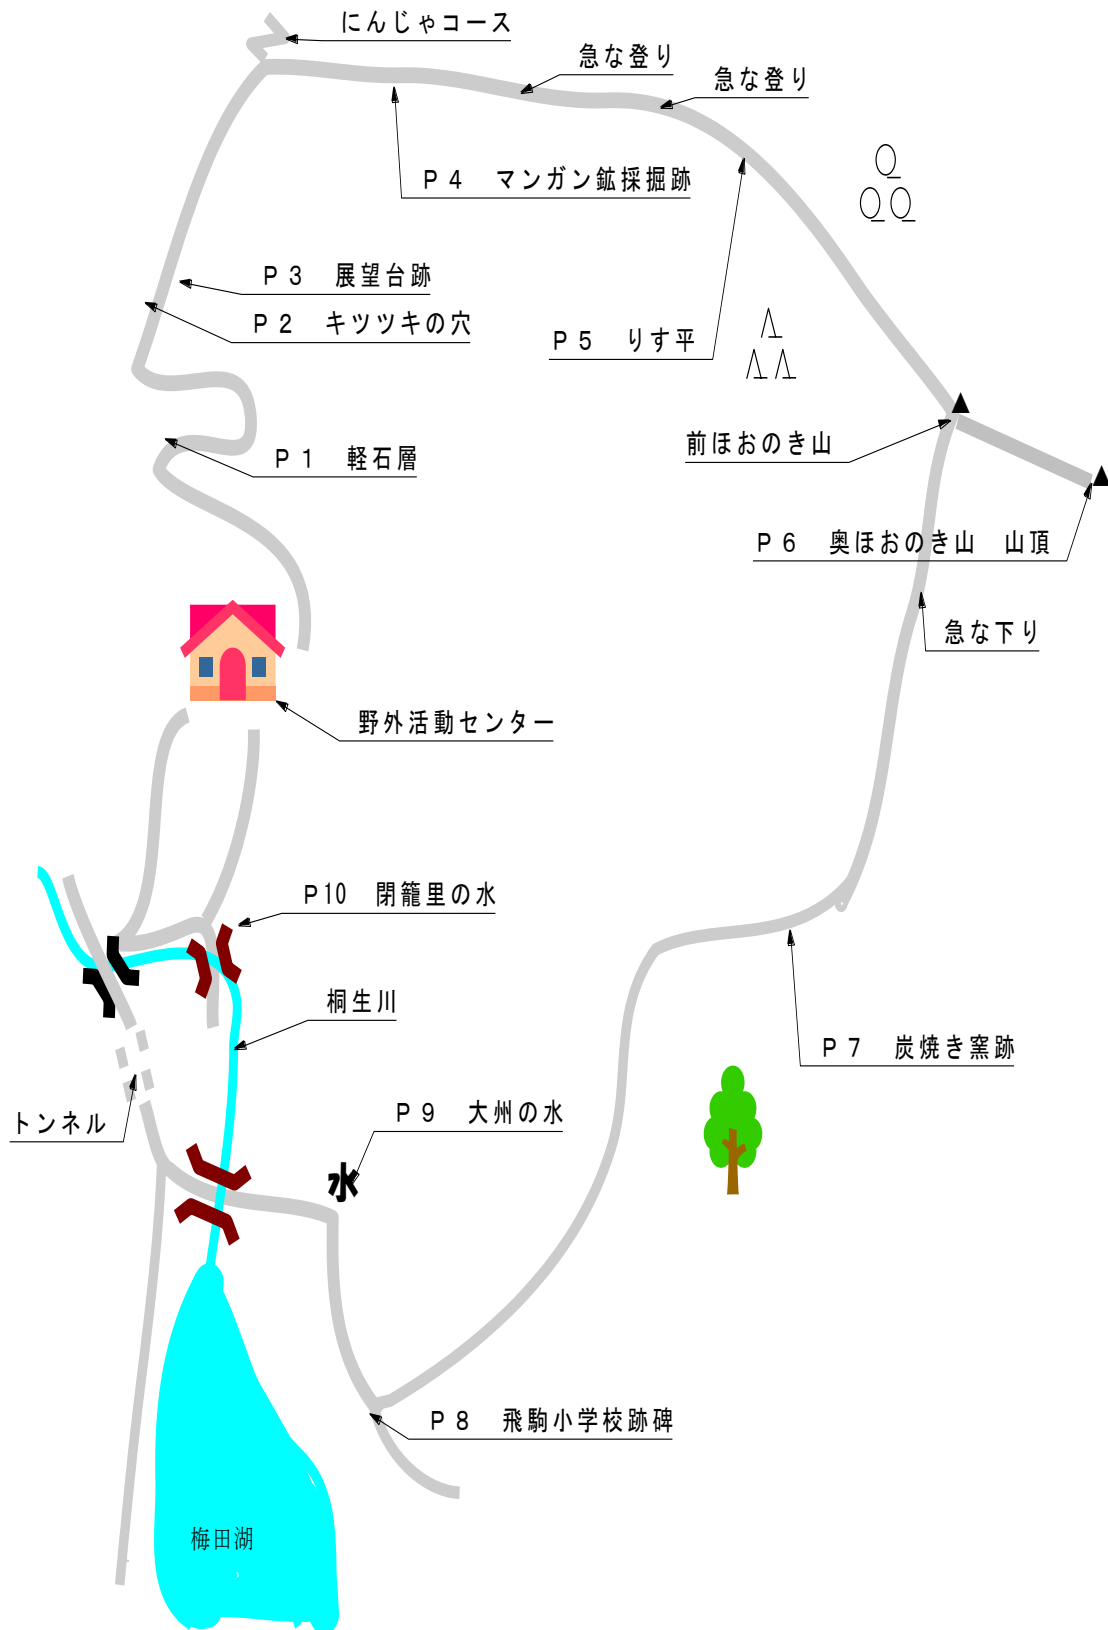 にんじゃコース
急な登り
急な登り
Ｐ４　マンガン鉱採掘跡
Ｐ３　展望台跡
Ｐ２　キツツキの穴
Ｐ５　りす平
前ほおのき山
Ｐ１　軽石層
Ｐ６　奥ほおのき山　山頂
急な下り
野外活動センター
Ｐ10　閉籠里の水
桐生川
Ｐ７　炭焼き窯跡
トンネル
Ｐ９　大州の水
水
Ｐ８　飛駒小学校跡碑
梅田湖